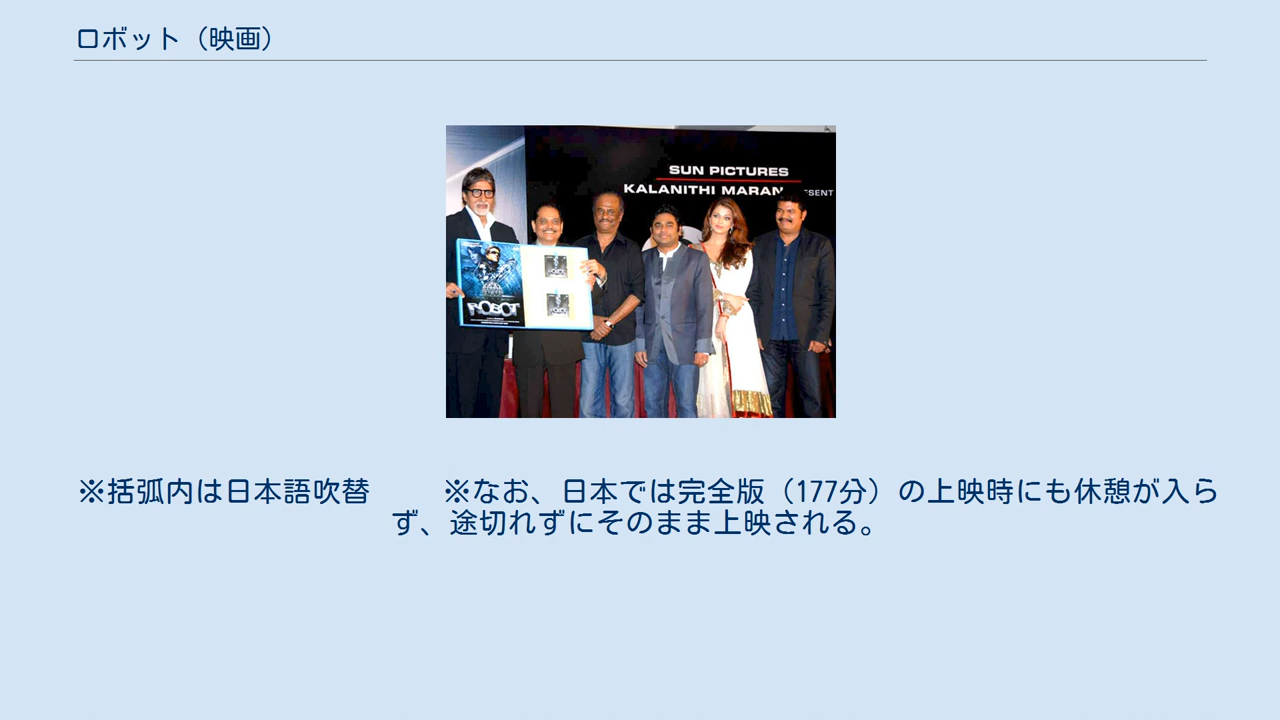 ロボット（映画）
SUN PICTURES
KALANITHI MARAN
ROBOT
※括弧内は日本語吹替　　※なお、日本では完全版（177分）の上映時にも休憩が入ら
ず、途切れずにそのまま上映される。